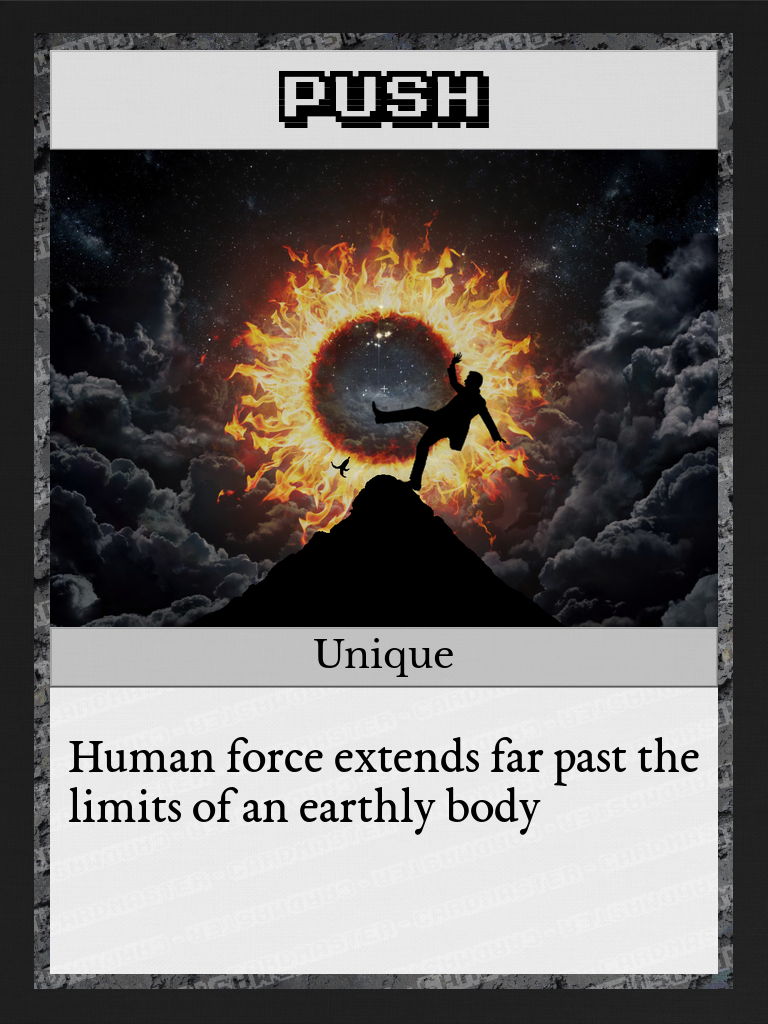 PUSH
Unique
Human force extends far past the
limits of an earthly body